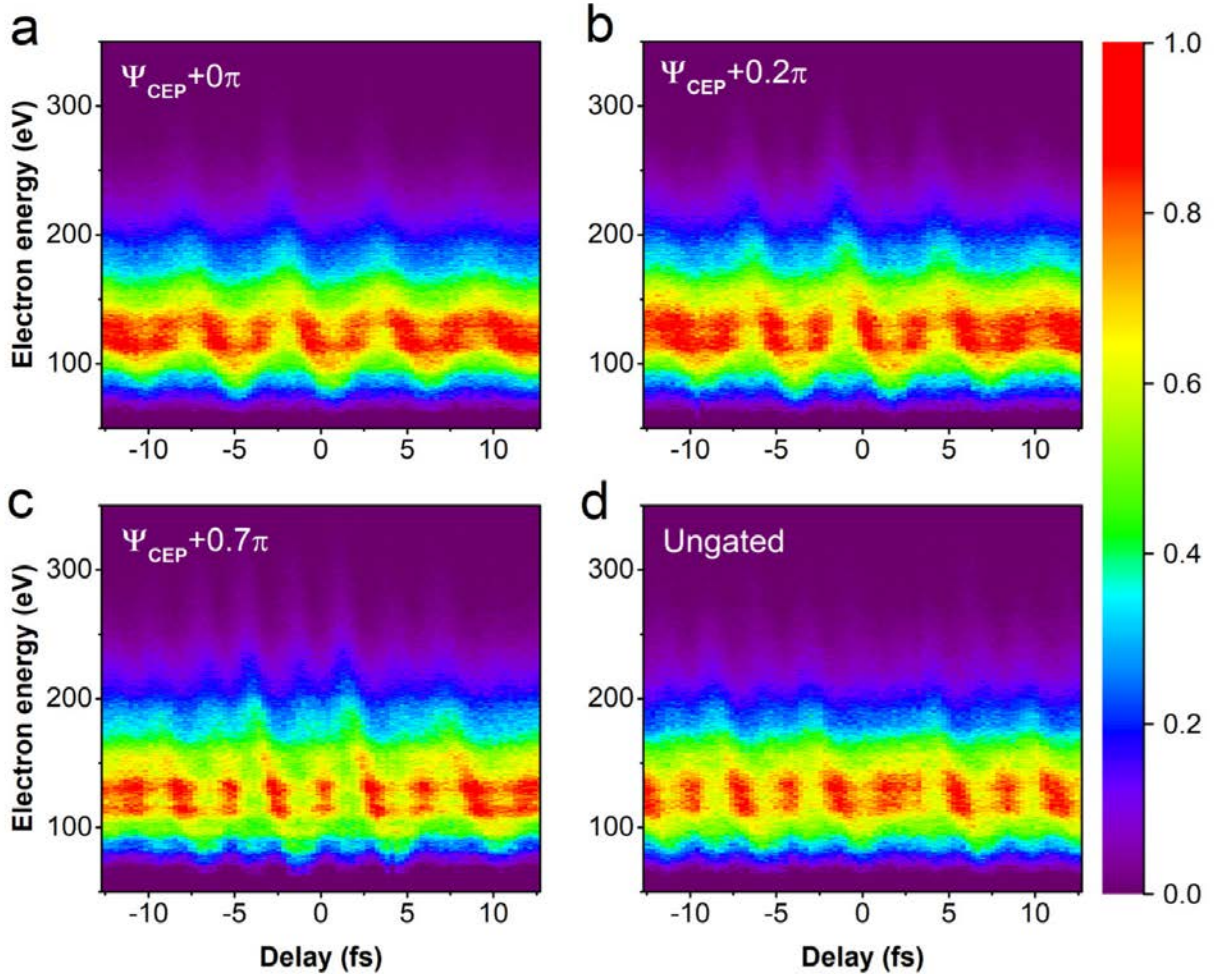 a
Ψ_CEP+0π
Electron energy (eV)
300
200
100
-10 -5 0 5 10
b
Ψ_CEP+0.2π
300
200
100
-10 -5 0 5 10
1.0
0.8
0.6
0.4
0.2
0.0
c
Ψ_CEP+0.7π
Electron energy (eV)
300
200
100
-10 -5 0 5 10
Delay (fs)
d
Ungated
300
200
100
-10 -5 0 5 10
Delay (fs)